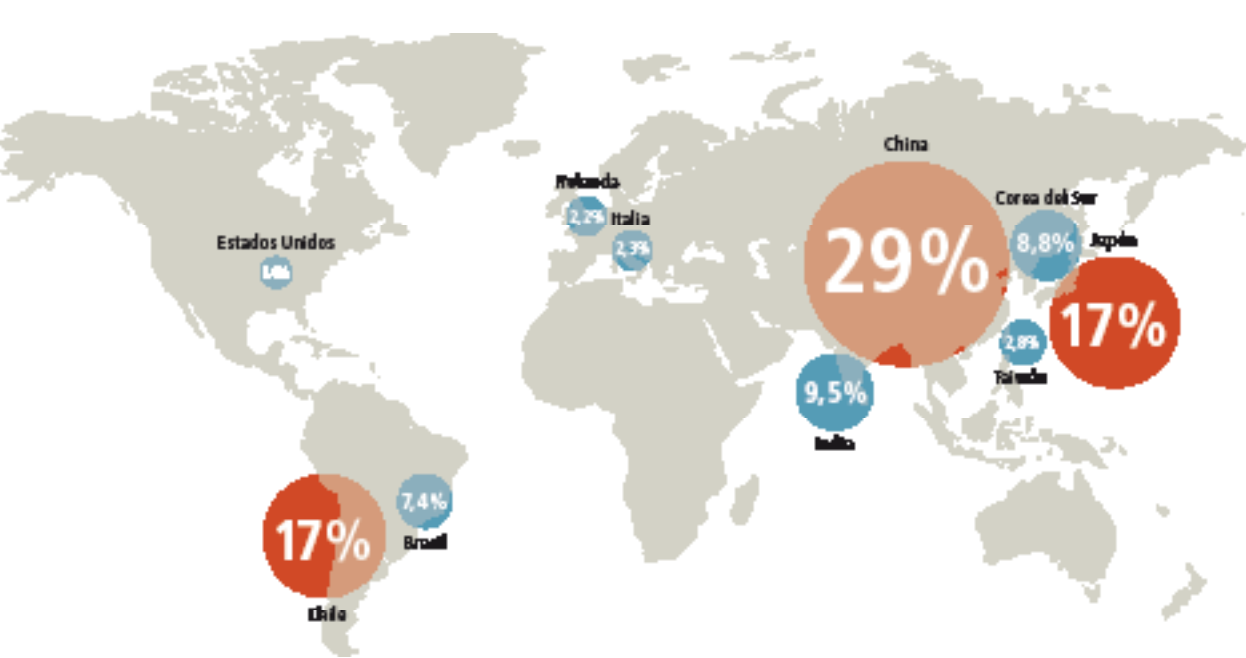 China
Corea del Sur
29%
8,8%
Japón
17%
2,8%
Taiwán
9,5%
India
2,2%
Italia
2,3%
Estados Unidos
7,4%
Brasil
17%
Chile